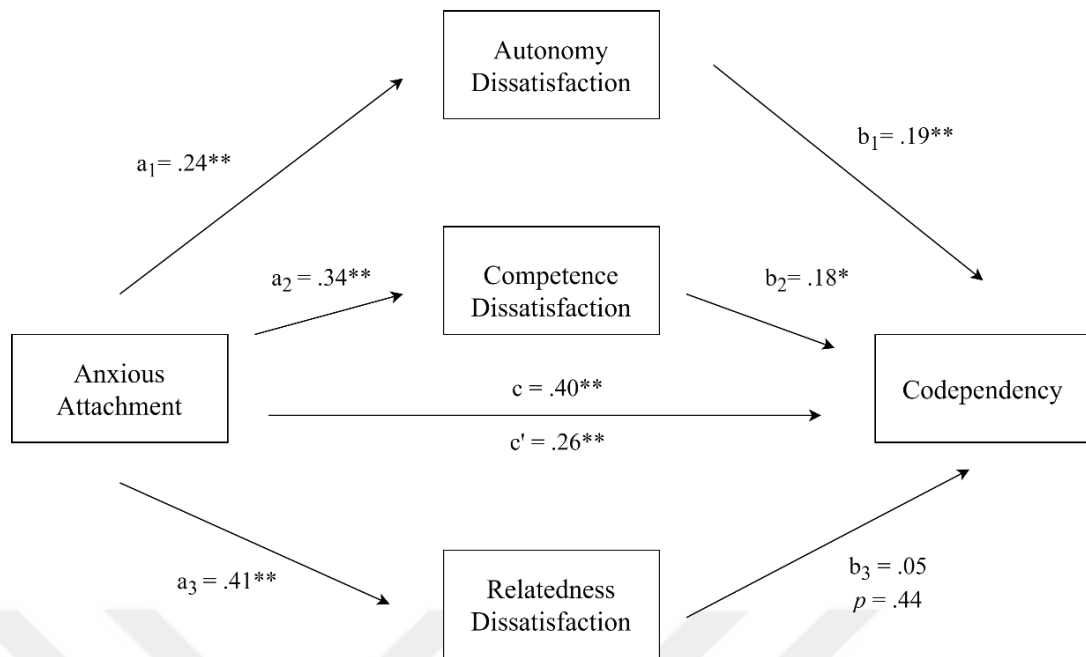 Autonomy
Dissatisfaction
a₁= .24**
b₁= .19**
a₂ = .34**
Competence
Dissatisfaction
b₂= .18*
Anxious
Attachment
c = .40**
c' = .26**
Codependency
a₃ = .41**
Relatedness
Dissatisfaction
b₃ = .05
p = .44